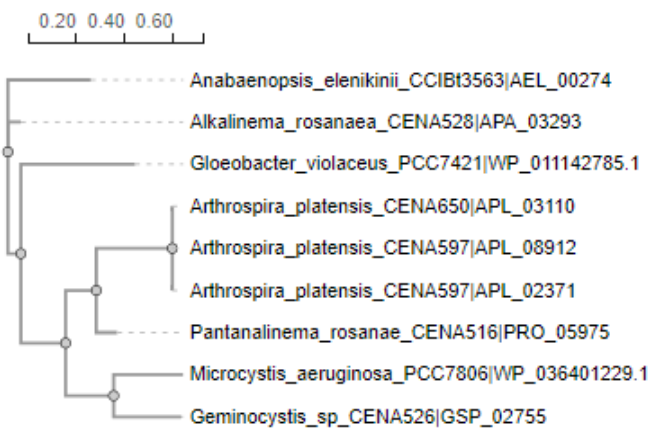 0.20 0.40 0.60
Anabaenopsis_elenikinii_CCIBt3563|AEL_00274
Alkalinema_rosanaea_CENA528|APA_03293
Gloeobacter_violaceus_PCC7421|WP_011142785.1
Arthrospira_platensis_CENA650|APL_03110
Arthrospira_platensis_CENA597|APL_08912
Arthrospira_platensis_CENA597|APL_02371
Pantanalinema_rosanae_CENA516|PRO_05975
Microcystis_aeruginosa_PCC7806|WP_036401229.1
Geminocystis_sp_CENA526|GSP_02755